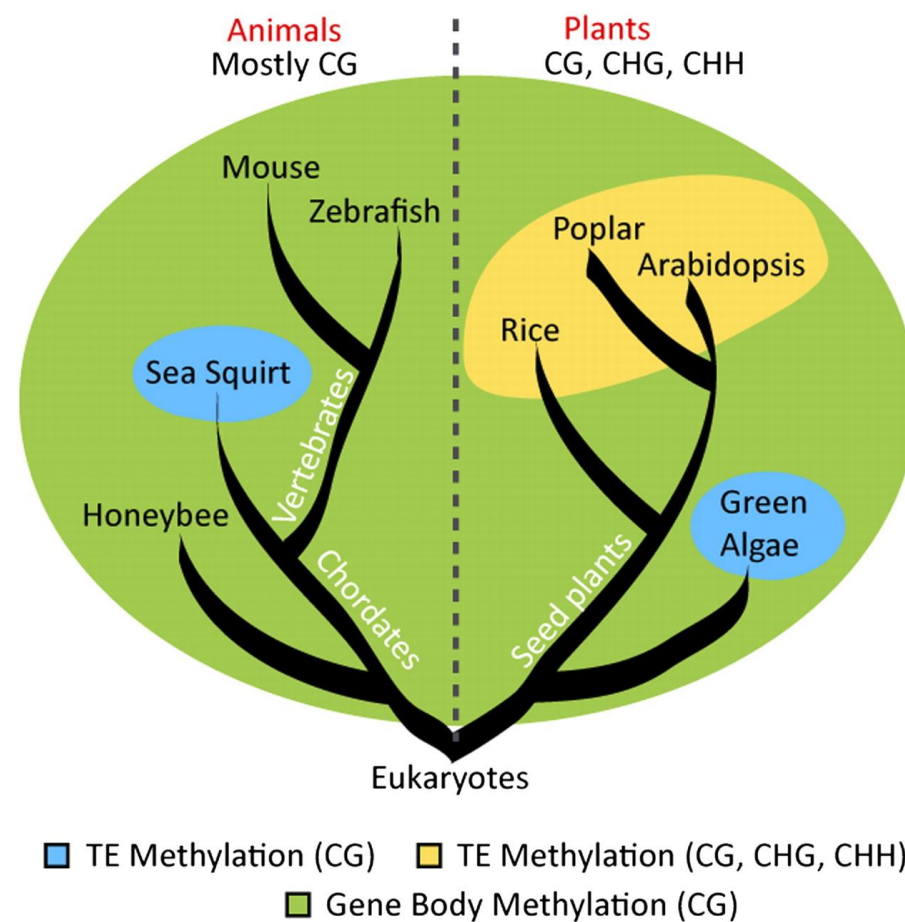 Animals
Mostly CG
Plants
CG, CHG, CHH
Mouse
Zebrafish
Poplar
Arabidopsis
Rice
Sea Squirt
Vertebrates
Honeybee
Green
Algae
Chordates
Seed plants
Eukaryotes
TE Methylation (CG)
TE Methylation (CG, CHG, CHH)
Gene Body Methylation (CG)